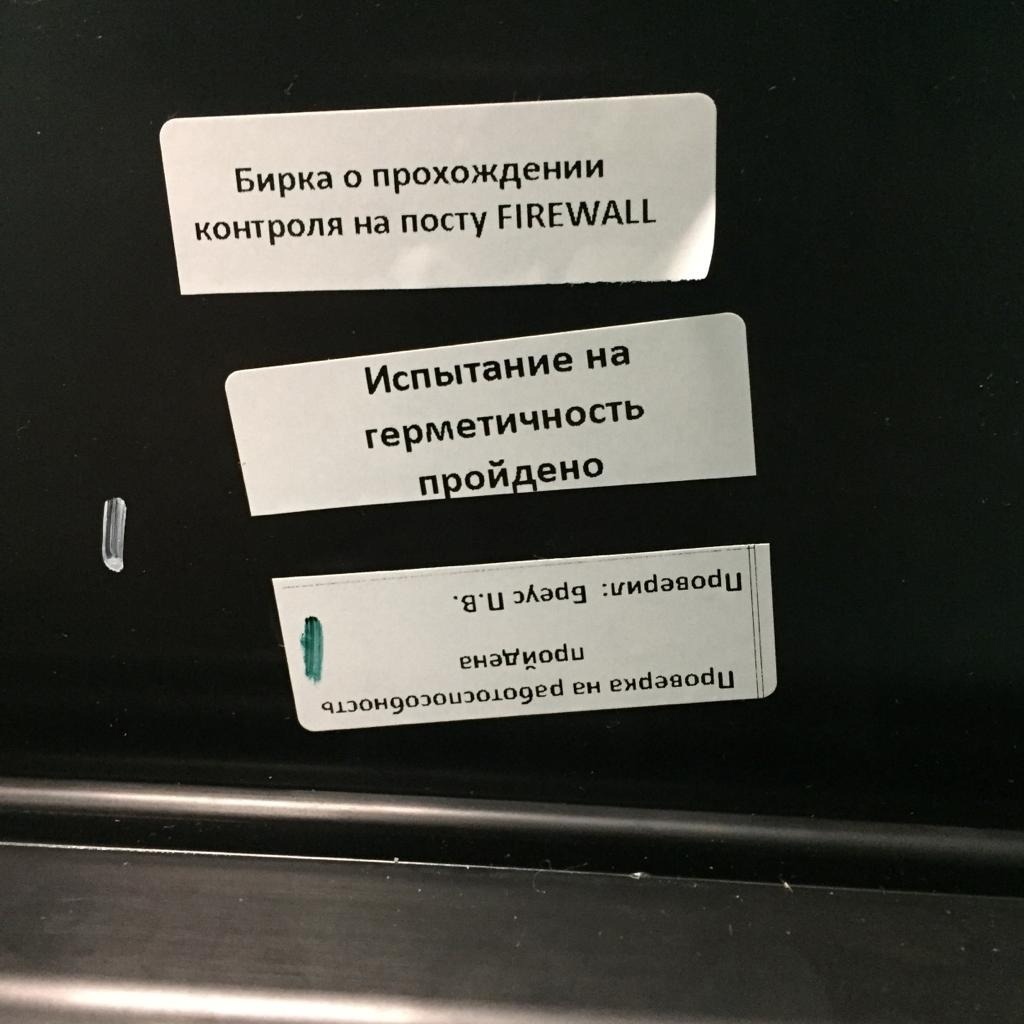 Бирка о прохождении
контроля на посту FIREWALL
Испытание на
герметичность
пройдено
Проверка на работоспособность
пройдена
Проверил: Бреус П.В.